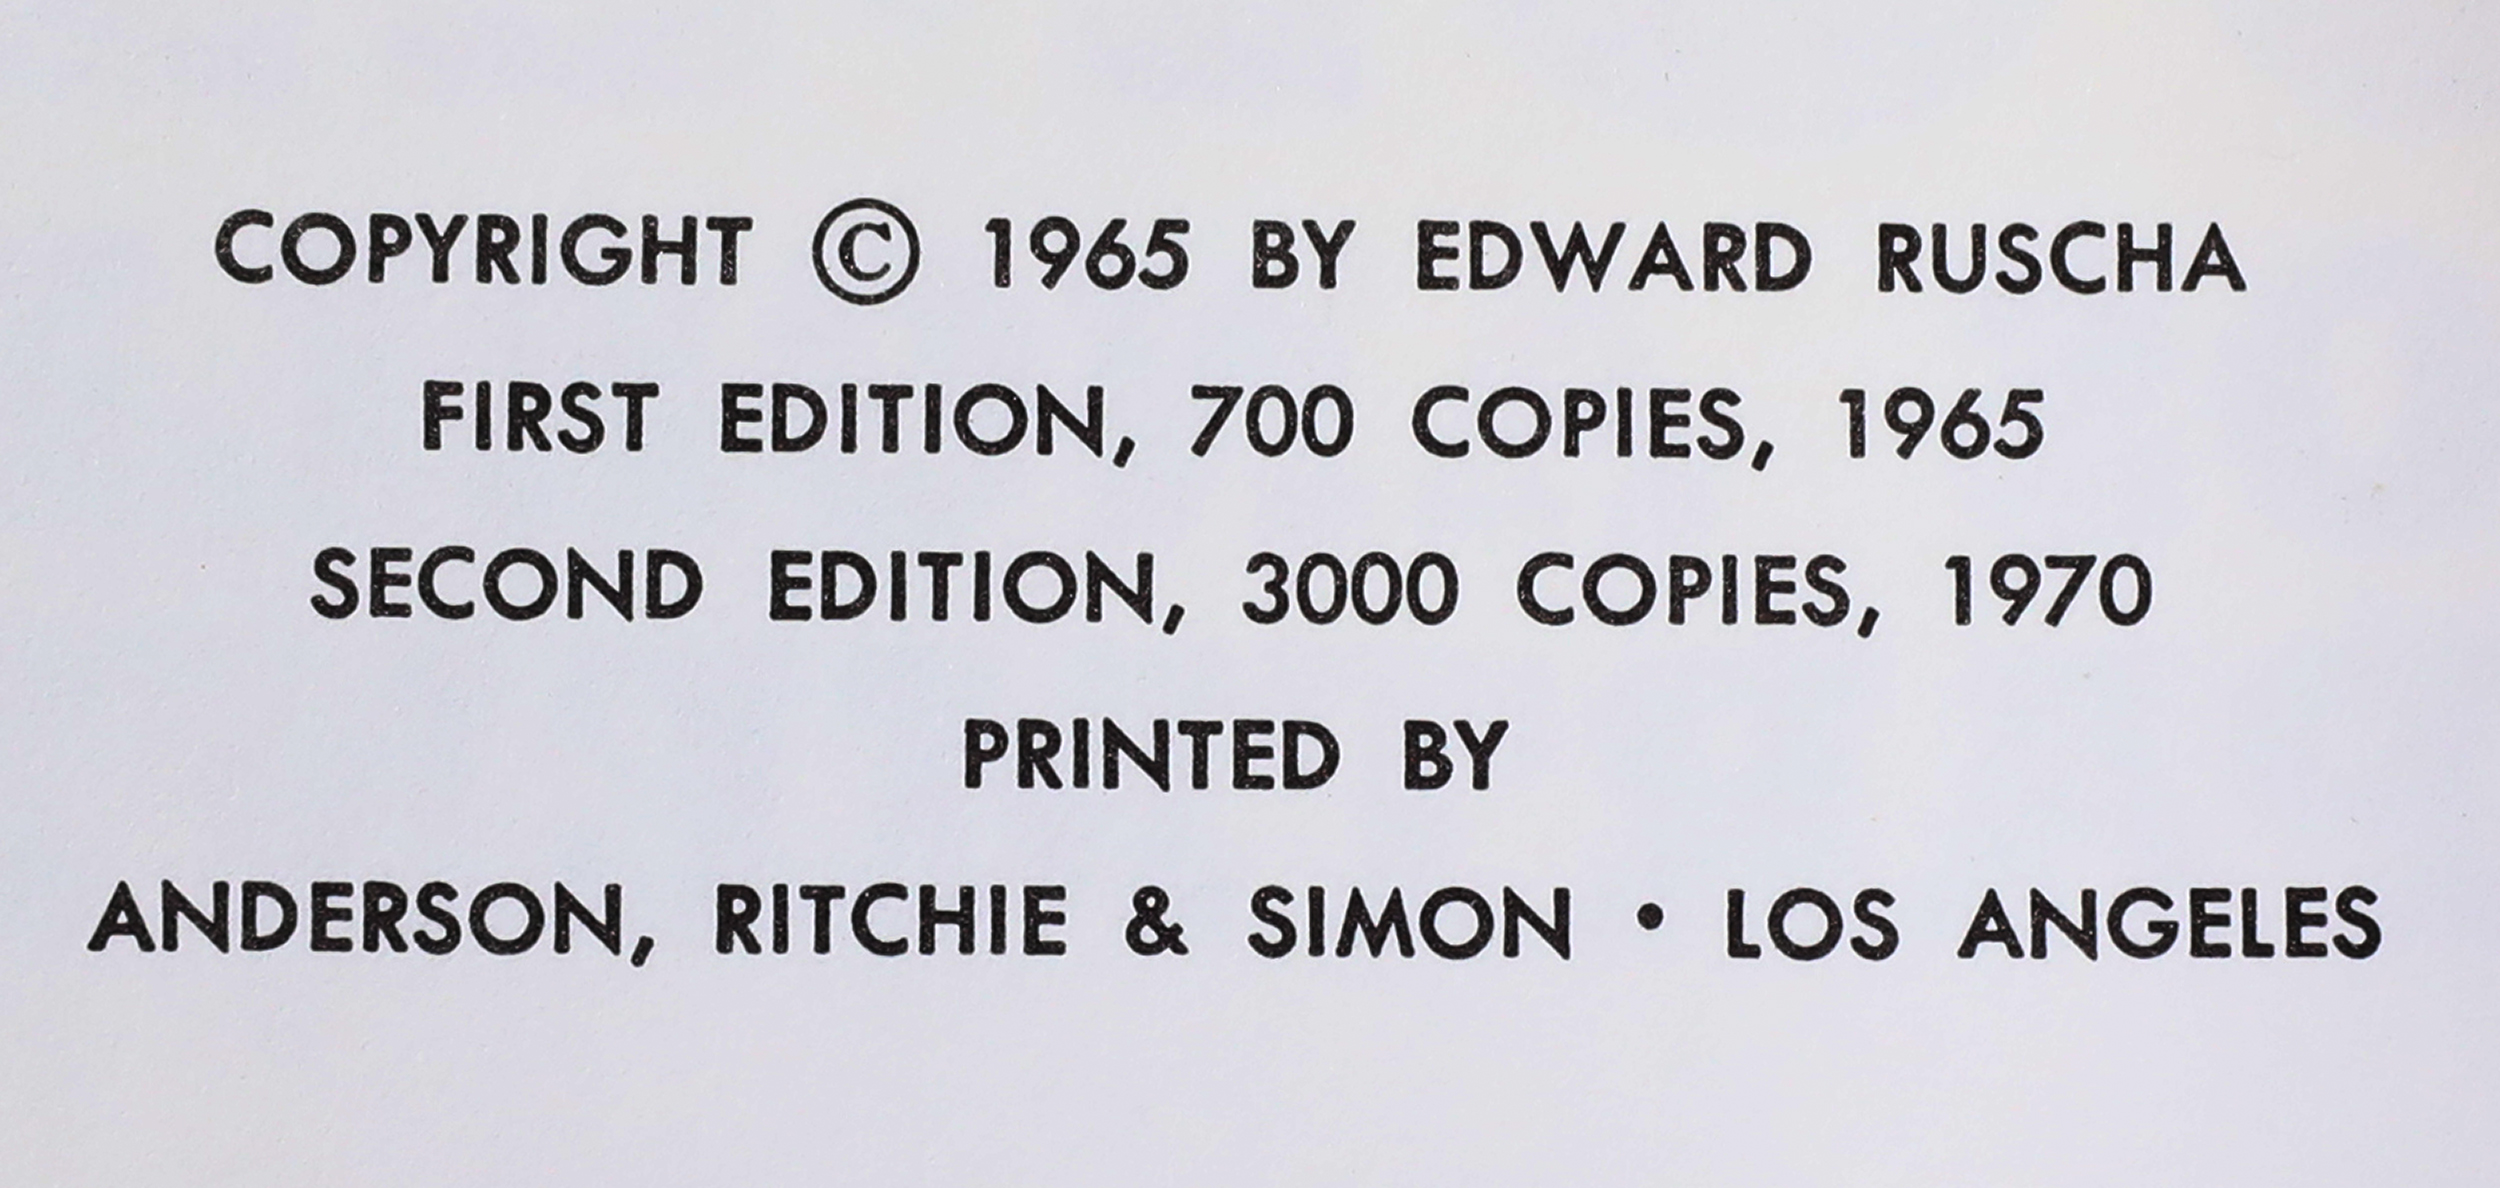 COPYRIGHT © 1965 BY EDWARD RUSCHA
FIRST EDITION, 700 COPIES, 1965
SECOND EDITION, 3000 COPIES, 1970
PRINTED BY
ANDERSON, RITCHIE & SIMON • LOS ANGELES